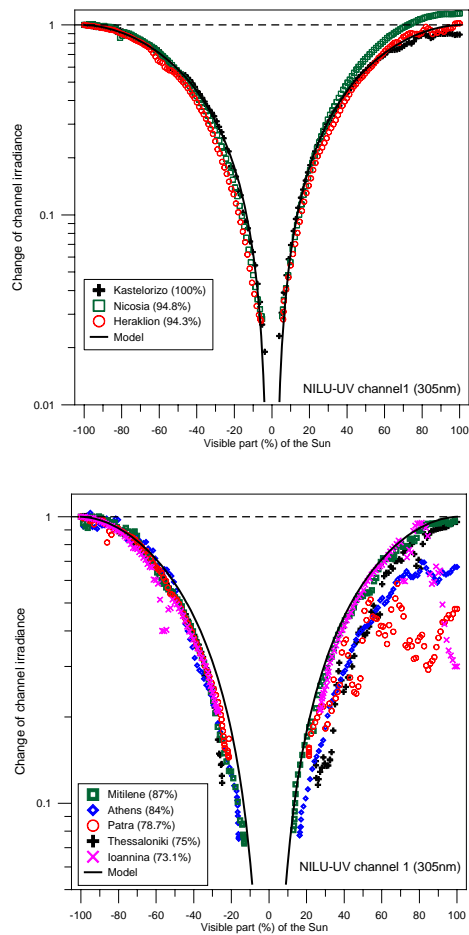 1
0.1
0.01
Change of channel irradiance
Kastelorizo (100%)
Nicosia (94.8%)
Heraklion (94.3%)
Model
NILU-UV channel1 (305nm)
-100 -80 -60 -40 -20 0 20 40 60 80 100
Visible part (%) of the Sun
1
0.1
Change of channel irradiance
Mitilene (87%)
Athens (84%)
Patra (78.7%)
Thessaloniki (75%)
Ioannina (73.1%)
Model
NILU-UV channel 1 (305nm)
-100 -80 -60 -40 -20 0 20 40 60 80 100
Visible part (%) of the Sun